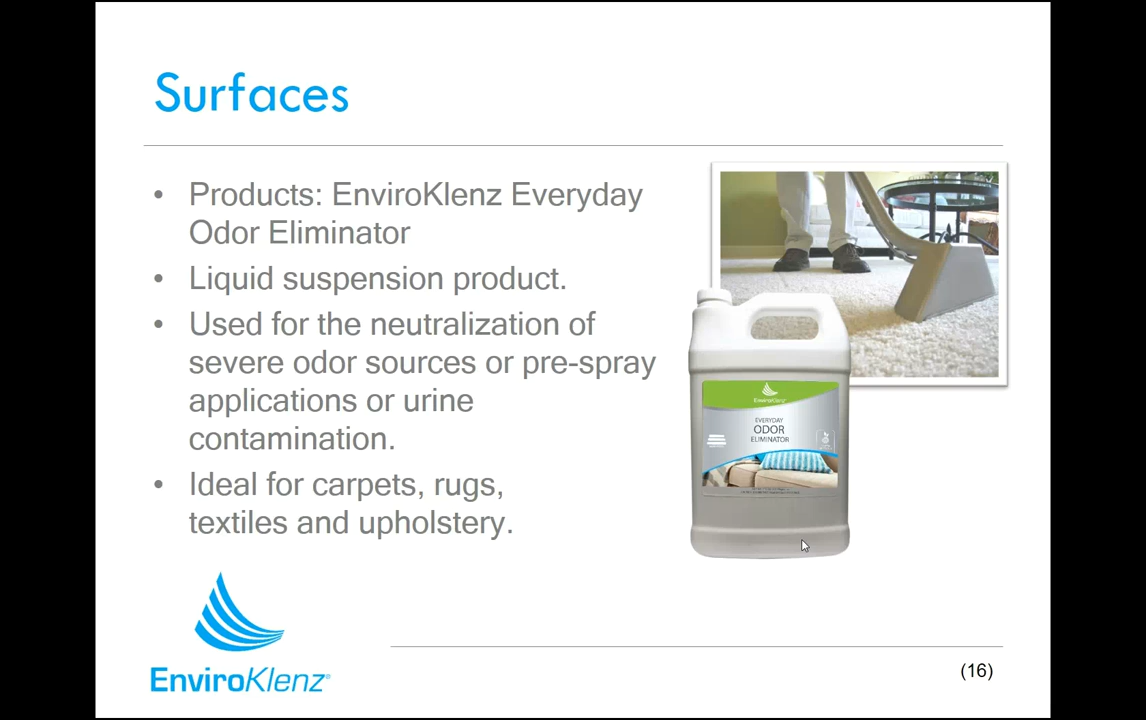 Surfaces
• Products: EnviroKlenz Everyday
Odor Eliminator
• Liquid suspension product.
• Used for the neutralization of
severe odor sources or pre-spray
applications or urine
contamination.
• Ideal for carpets, rugs,
textiles and upholstery.
EnviroKlenz®
EVERYDAY
ODOR
ELIMINATOR
EnviroKlenz®
(16)